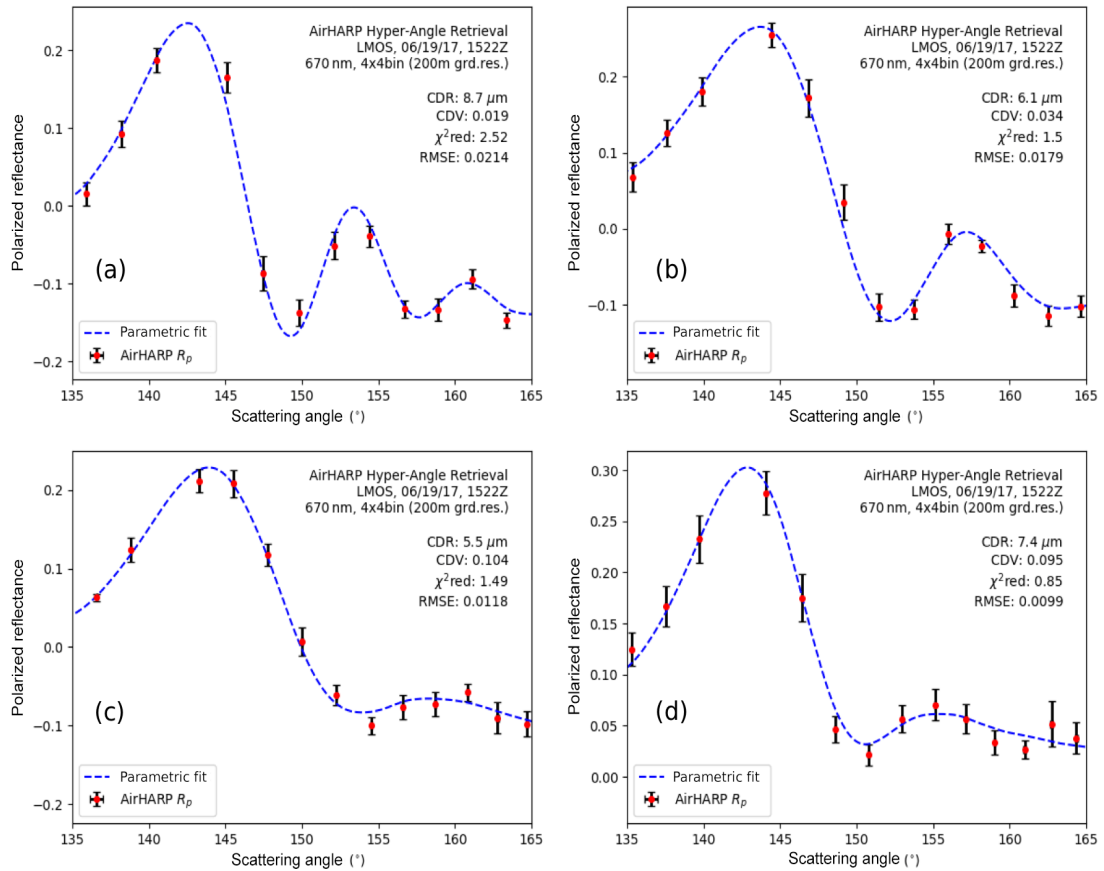 AirHARP Hyper-Angle Retrieval
LMOS, 06/19/17, 1522Z
670 nm, 4x4bin (200m grd.res.)
CDR: 8.7 μm
CDV: 0.019
χ²red: 2.52
RMSE: 0.0214
Polarized reflectance
0.2
0.1
0.0
−0.1
−0.2
(a)
Parametric fit
AirHARP Rp
135 140 145 150 155 160 165
Scattering angle (°)
AirHARP Hyper-Angle Retrieval
LMOS, 06/19/17, 1522Z
670 nm, 4x4bin (200m grd.res.)
CDR: 6.1 μm
CDV: 0.034
χ²red: 1.5
RMSE: 0.0179
Polarized reflectance
0.2
0.1
0.0
−0.1
(b)
Parametric fit
AirHARP Rp
135 140 145 150 155 160 165
Scattering angle (°)
AirHARP Hyper-Angle Retrieval
LMOS, 06/19/17, 1522Z
670 nm, 4x4bin (200m grd.res.)
CDR: 5.5 μm
CDV: 0.104
χ²red: 1.49
RMSE: 0.0118
Polarized reflectance
0.2
0.1
0.0
−0.1
−0.2
(c)
Parametric fit
AirHARP Rp
135 140 145 150 155 160 165
Scattering angle (°)
AirHARP Hyper-Angle Retrieval
LMOS, 06/19/17, 1522Z
670 nm, 4x4bin (200m grd.res.)
CDR: 7.4 μm
CDV: 0.095
χ²red: 0.85
RMSE: 0.0099
Polarized reflectance
0.30
0.25
0.20
0.15
0.10
0.05
0.00
(d)
Parametric fit
AirHARP Rp
135 140 145 150 155 160 165
Scattering angle (°)